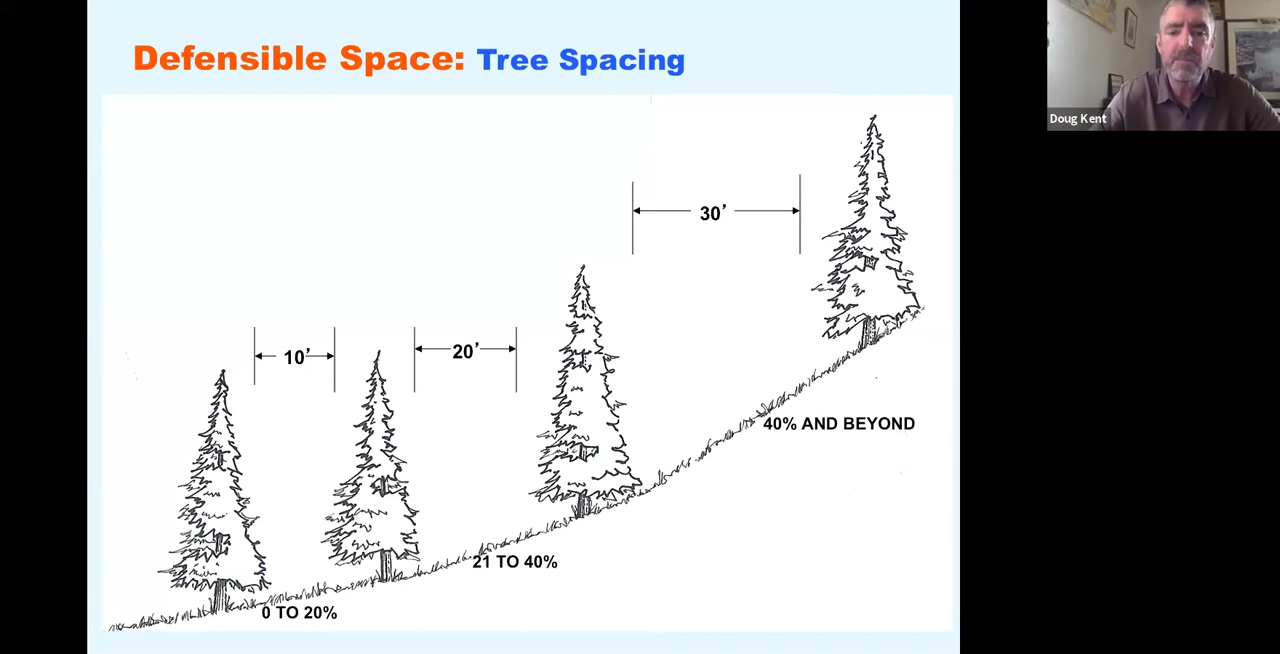 Defensible Space: Tree Spacing
Doug Kent
30’
10’
20’
40% AND BEYOND
21 TO 40%
0 TO 20%